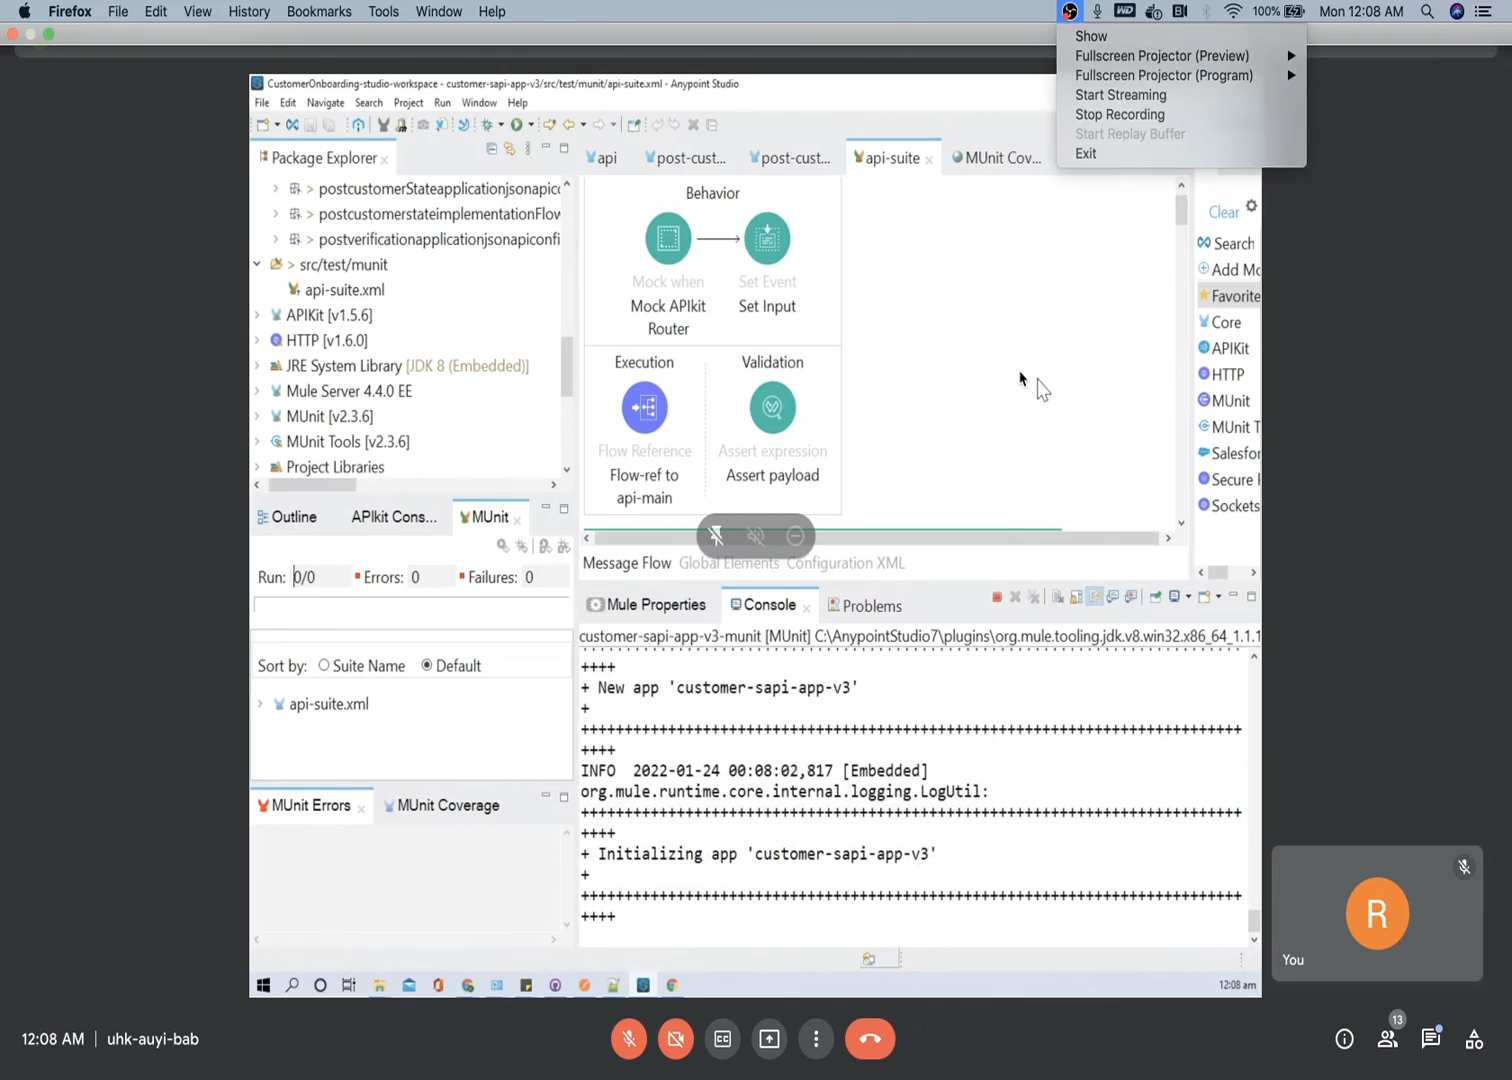 Firefox File Edit View History Bookmarks Tools Window Help
WD
100% Mon 12:08 AM
Show
Fullscreen Projector (Preview)
Fullscreen Projector (Program)
Start Streaming
Stop Recording
Start Replay Buffer
Exit
CustomerOnboarding-studio-workspace - customer-sapi-app-v3/src/test/munit/api-suite.xml - Anypoint Studio
File Edit Navigate Search Project Run Window Help
Package Explorer
> postcustomerStateapplicationjsonapicc
> postcustomerstateimplementationFlow
> postverificationapplicationjsonapiconfi
> src/test/munit
api-suite.xml
APIKit [v1.5.6]
HTTP [v1.6.0]
JRE System Library [JDK 8 (Embedded)]
Mule Server 4.4.0 EE
MUnit [v2.3.6]
MUnit Tools [v2.3.6]
Project Libraries
api post-cust... post-cust... api-suite MUnit Cov...
Behavior
Mock when
Mock APIkit
Router
Set Event
Set Input
Execution
Flow Reference
Flow-ref to
api-main
Validation
Assert expression
Assert payload
Message Flow Global Elements Configuration XML
Clear
Search
Add Mc
Favorite
Core
APIKit
HTTP
MUnit
MUnit T
Salesfor
Secure F
Sockets
Outline APIkit Cons... MUnit
Run: 0/0 Errors: 0 Failures: 0
Sort by: Suite Name Default
api-suite.xml
MUnit Errors MUnit Coverage
Mule Properties Console Problems
customer-sapi-app-v3-munit [MUnit] C:\AnypointStudio7\plugins\org.mule.tooling.jdk.v8.win32.x86_64_1.1.1
++++
+ New app 'customer-sapi-app-v3'
+
++++++++++++++++++++++++++++++++++++++++++++++++++++++++++++++++++++++++++++
++++
INFO  2022-01-24 00:08:02,817 [Embedded]
org.mule.runtime.core.internal.logging.LogUtil:
++++++++++++++++++++++++++++++++++++++++++++++++++++++++++++++++++++++++++++
++++
+ Initializing app 'customer-sapi-app-v3'
+
++++++++++++++++++++++++++++++++++++++++++++++++++++++++++++++++++++++++++++
++++
12:08 am
R
You
12:08 AM | uhk-auyi-bab
13